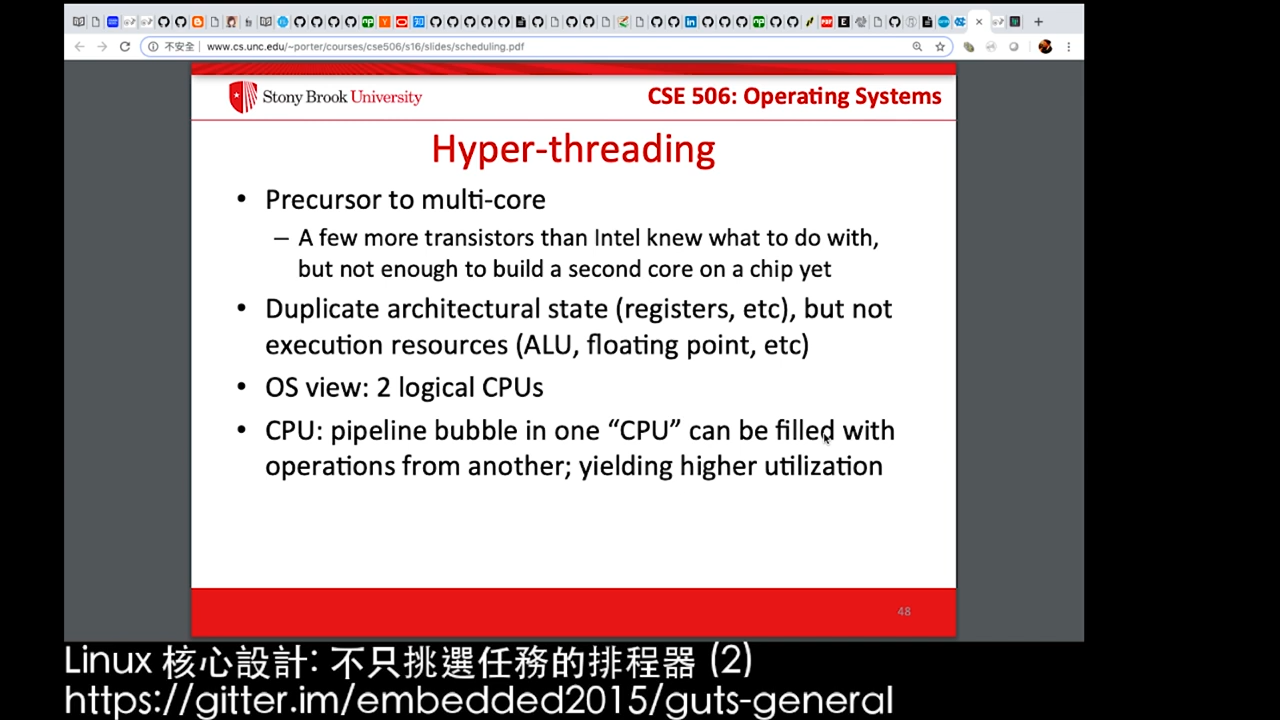 不安全 www.cs.unc.edu/~porter/courses/cse506/s16/slides/scheduling.pdf
Stony Brook University
CSE 506: Operating Systems
Hyper-threading
• Precursor to multi-core
– A few more transistors than Intel knew what to do with,
but not enough to build a second core on a chip yet
• Duplicate architectural state (registers, etc), but not
execution resources (ALU, floating point, etc)
• OS view: 2 logical CPUs
• CPU: pipeline bubble in one “CPU” can be filled with
operations from another; yielding higher utilization
48
Linux 核心設計: 不只挑選任務的排程器 (2)
https://gitter.im/embedded2015/guts-general